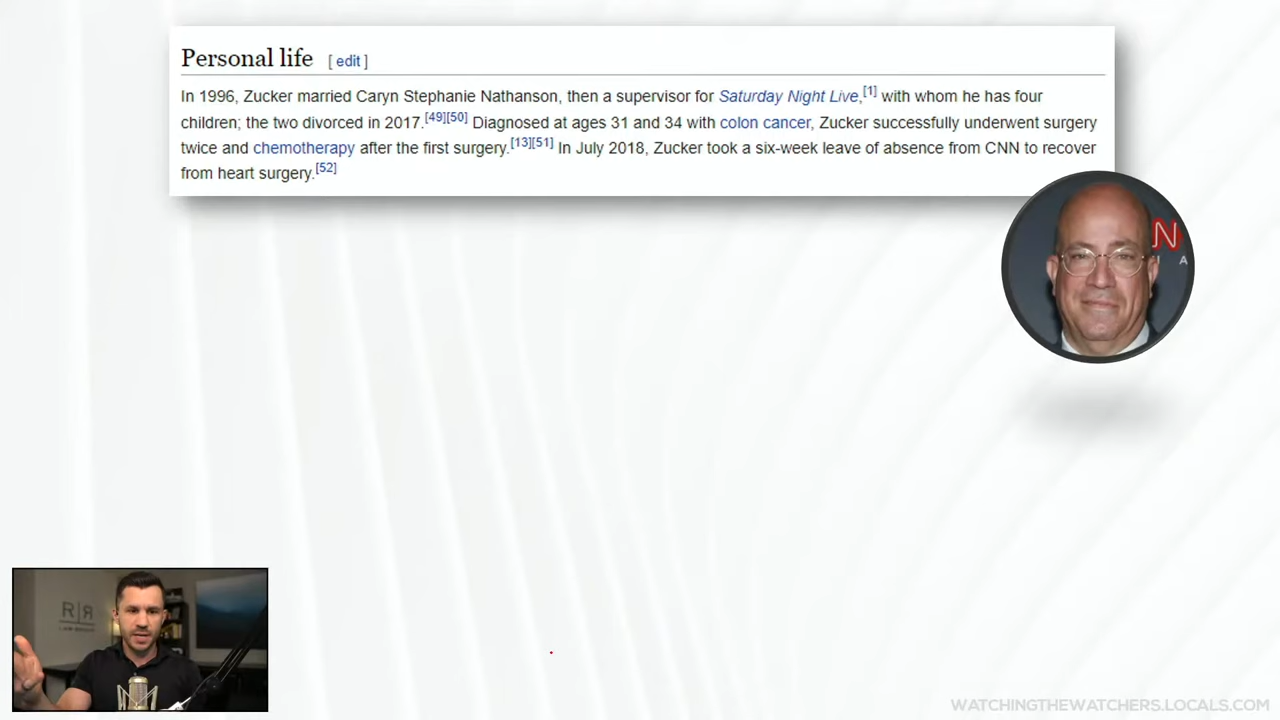 Personal life [ edit ]
In 1996, Zucker married Caryn Stephanie Nathanson, then a supervisor for Saturday Night Live,[1] with whom he has four
children; the two divorced in 2017.[49][50] Diagnosed at ages 31 and 34 with colon cancer, Zucker successfully underwent surgery
twice and chemotherapy after the first surgery.[13][51] In July 2018, Zucker took a six-week leave of absence from CNN to recover
from heart surgery.[52]
N
A
R|R
LAW GROUP
WATCHINGTHEWATCHERS.LOCALS.COM